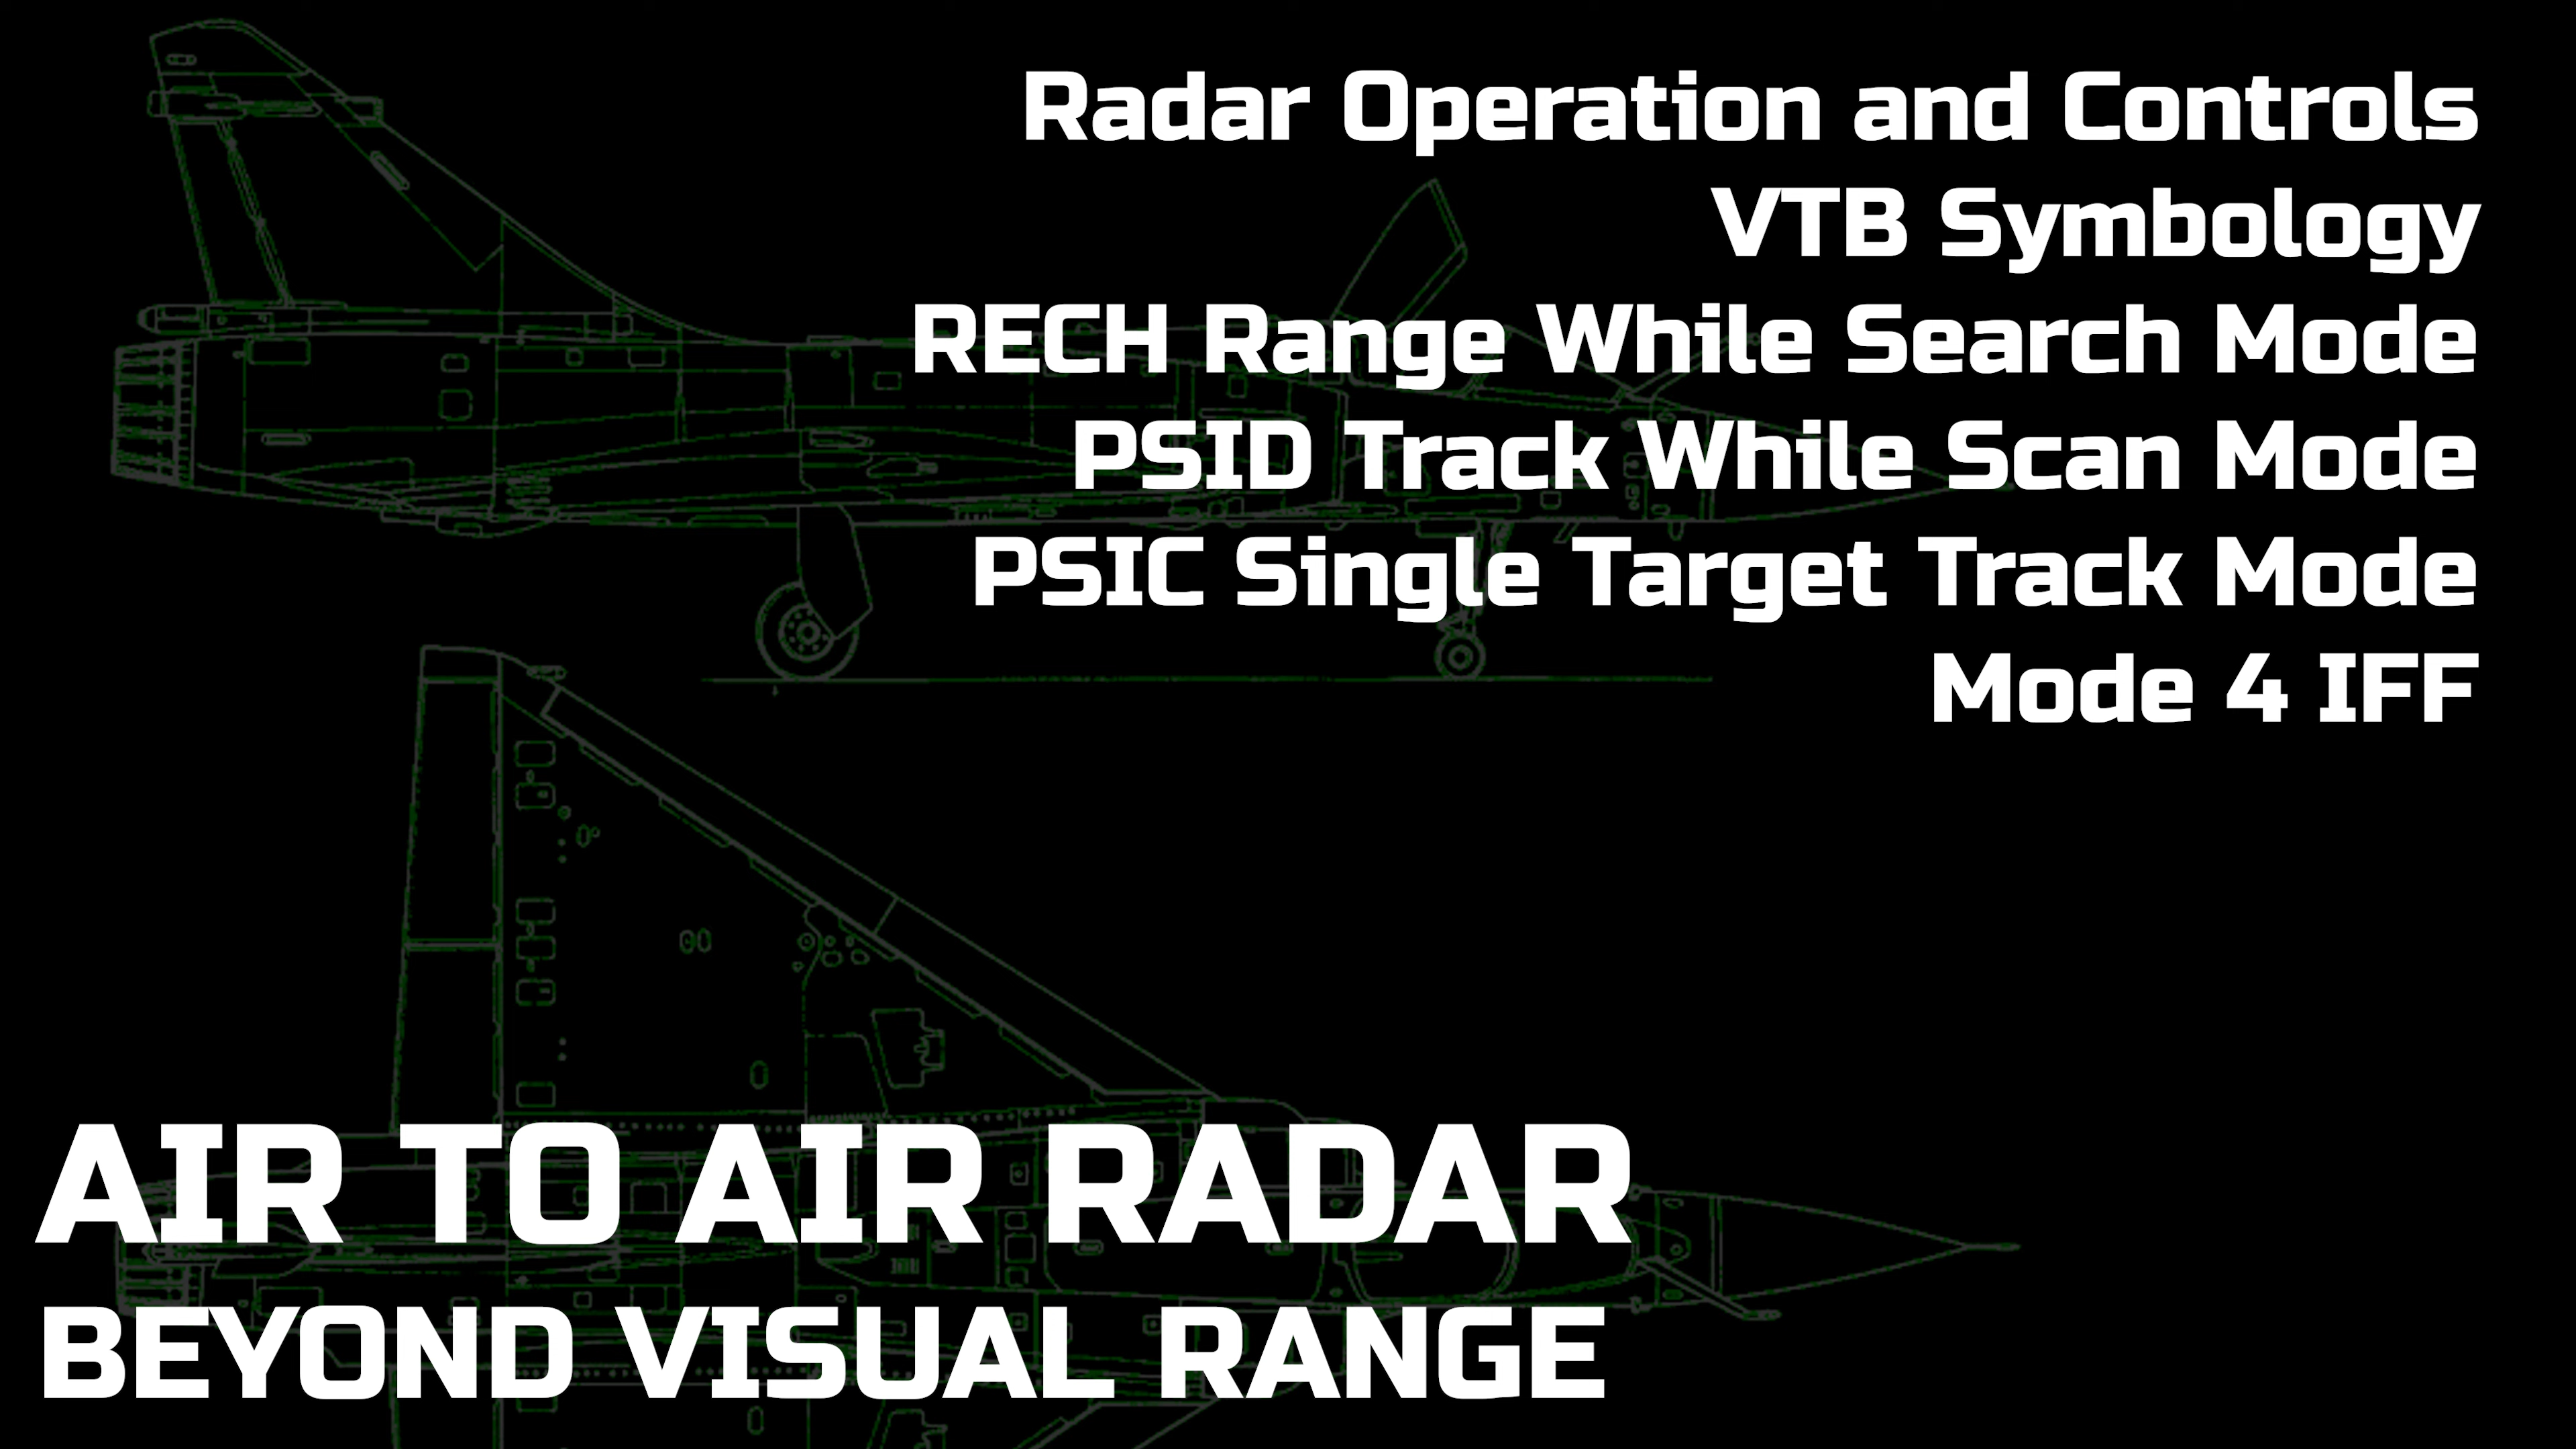 Radar Operation and Controls
VTB Symbology
RECH Range While Search Mode
PSID Track While Scan Mode
PSIC Single Target Track Mode
Mode 4 IFF
AIR TO AIR RADAR
BEYOND VISUAL RANGE